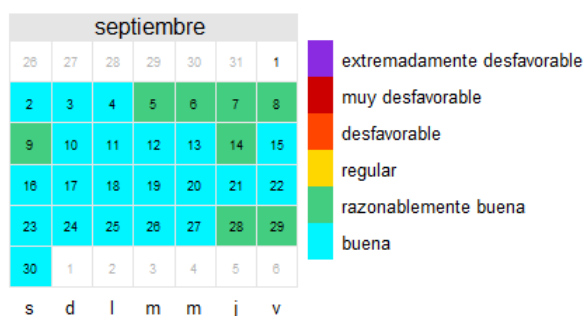 septiembre
26 27 28 29 30 31 1
2 3 4 5 6 7 8
9 10 11 12 13 14 15
16 17 18 19 20 21 22
23 24 25 26 27 28 29
30 1 2 3 4 5 6
s d l m m j v
extremadamente desfavorable
muy desfavorable
desfavorable
regular
razonablemente buena
buena